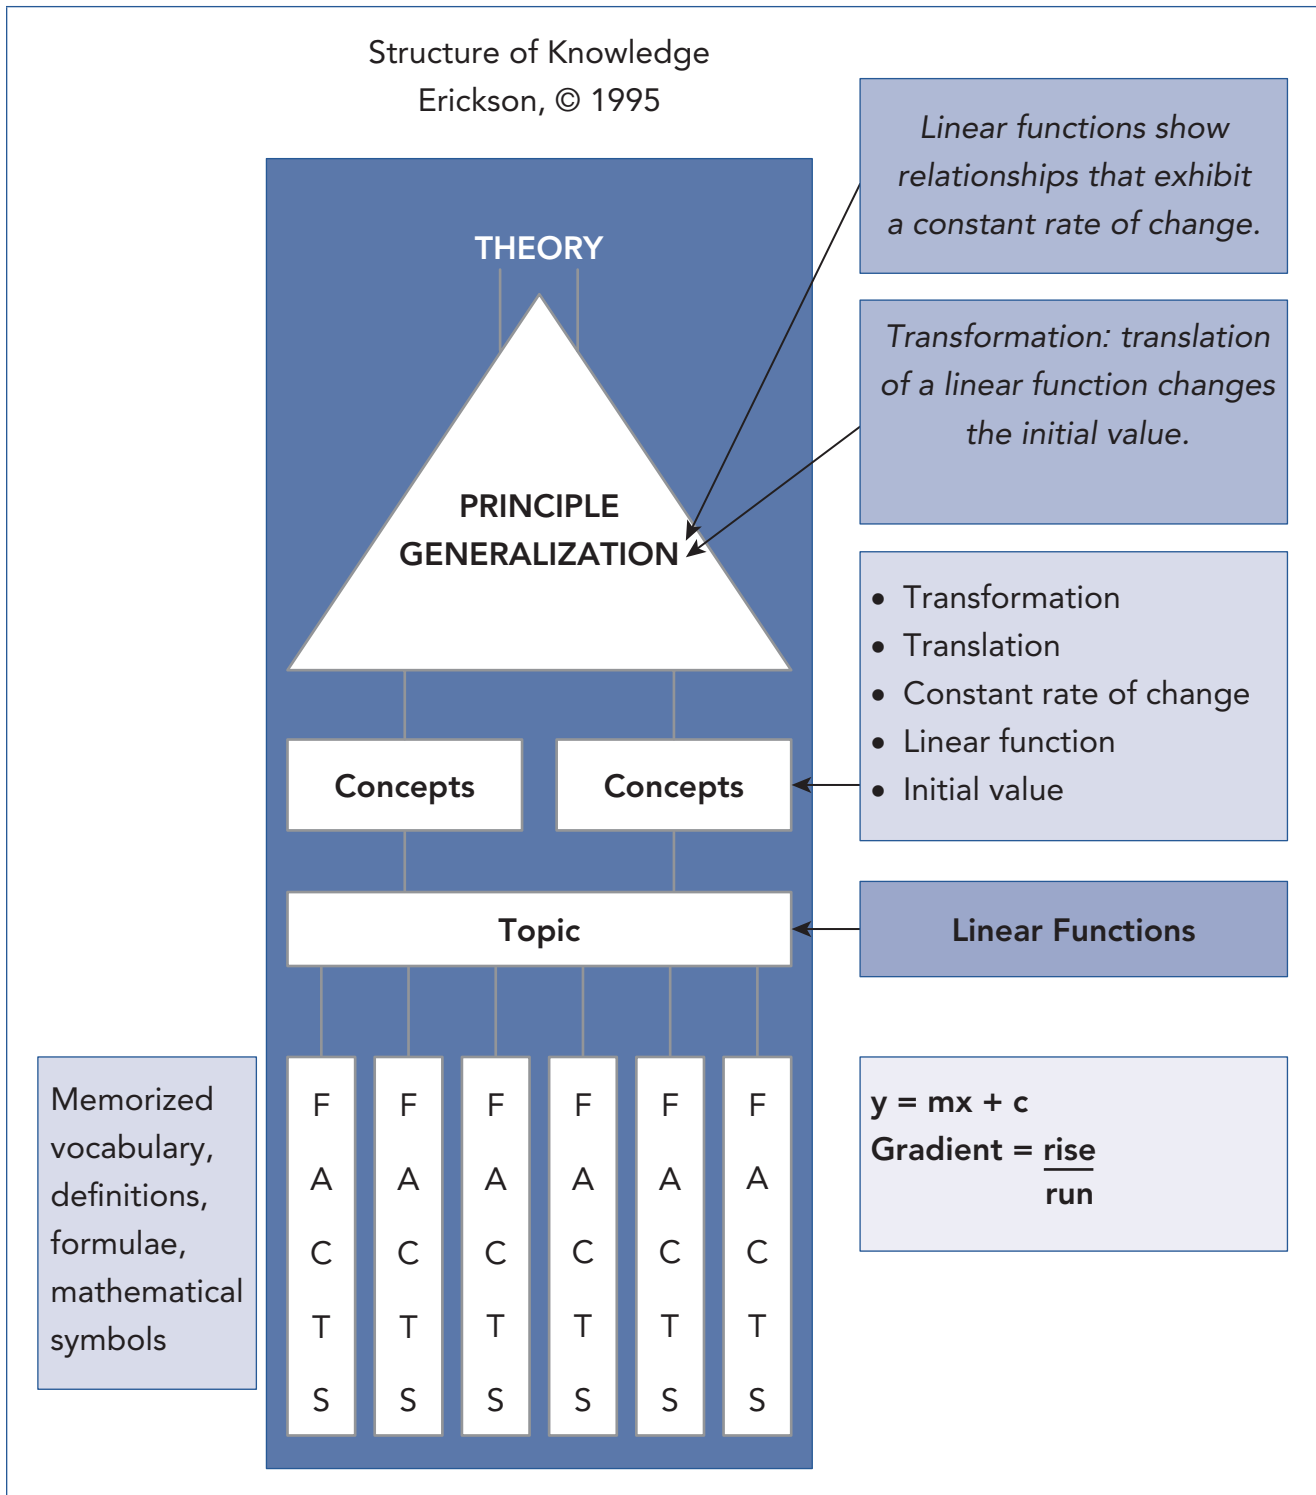 Structure of Knowledge
Erickson, © 1995
Linear functions show
relationships that exhibit
a constant rate of change.
THEORY
Transformation: translation
of a linear function changes
the initial value.
PRINCIPLE
GENERALIZATION
• Transformation
• Translation
• Constant rate of change
• Linear function
• Initial value
Concepts
Concepts
Topic
Linear Functions
Memorized
vocabulary,
definitions,
formulae,
mathematical
symbols
F
A
C
T
S
F
A
C
T
S
F
A
C
T
S
F
A
C
T
S
F
A
C
T
S
F
A
C
T
S
y = mx + c
Gradient = rise
run